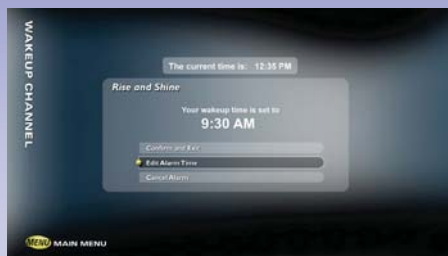 WAKEUP CHANNEL
The current time is: 12:35 PM
Rise and Shine
Your wakeup time is set to
9:30 AM
Confirm and Exit
Edit Alarm Time
Cancel Alarm
MENU MAIN MENU